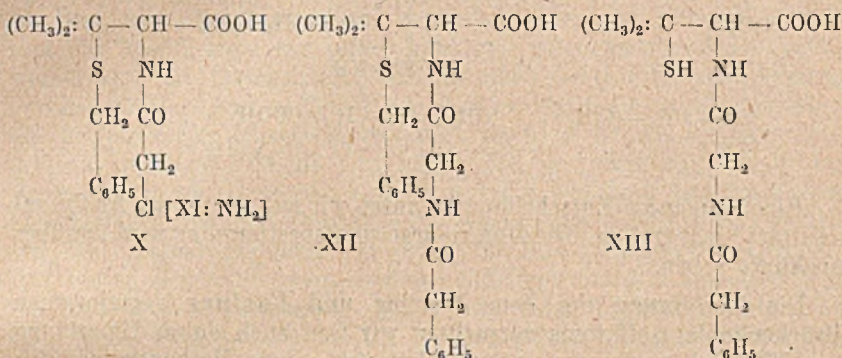 (CH₃)₂: C — CH — COOH (CH₃)₂: C — CH — COOH (CH₃)₂: C — CH — COOH
S NH S NH SH NH
CH₂ CO CH₂ CO CO
CH₂ CH₂ CH₂
C₆H₅ C₆H₅
Cl [XI: NH₂] NH NH
X XII XIII
CO CO
CH₂ CH₂
C₆H₅ C₆H₅